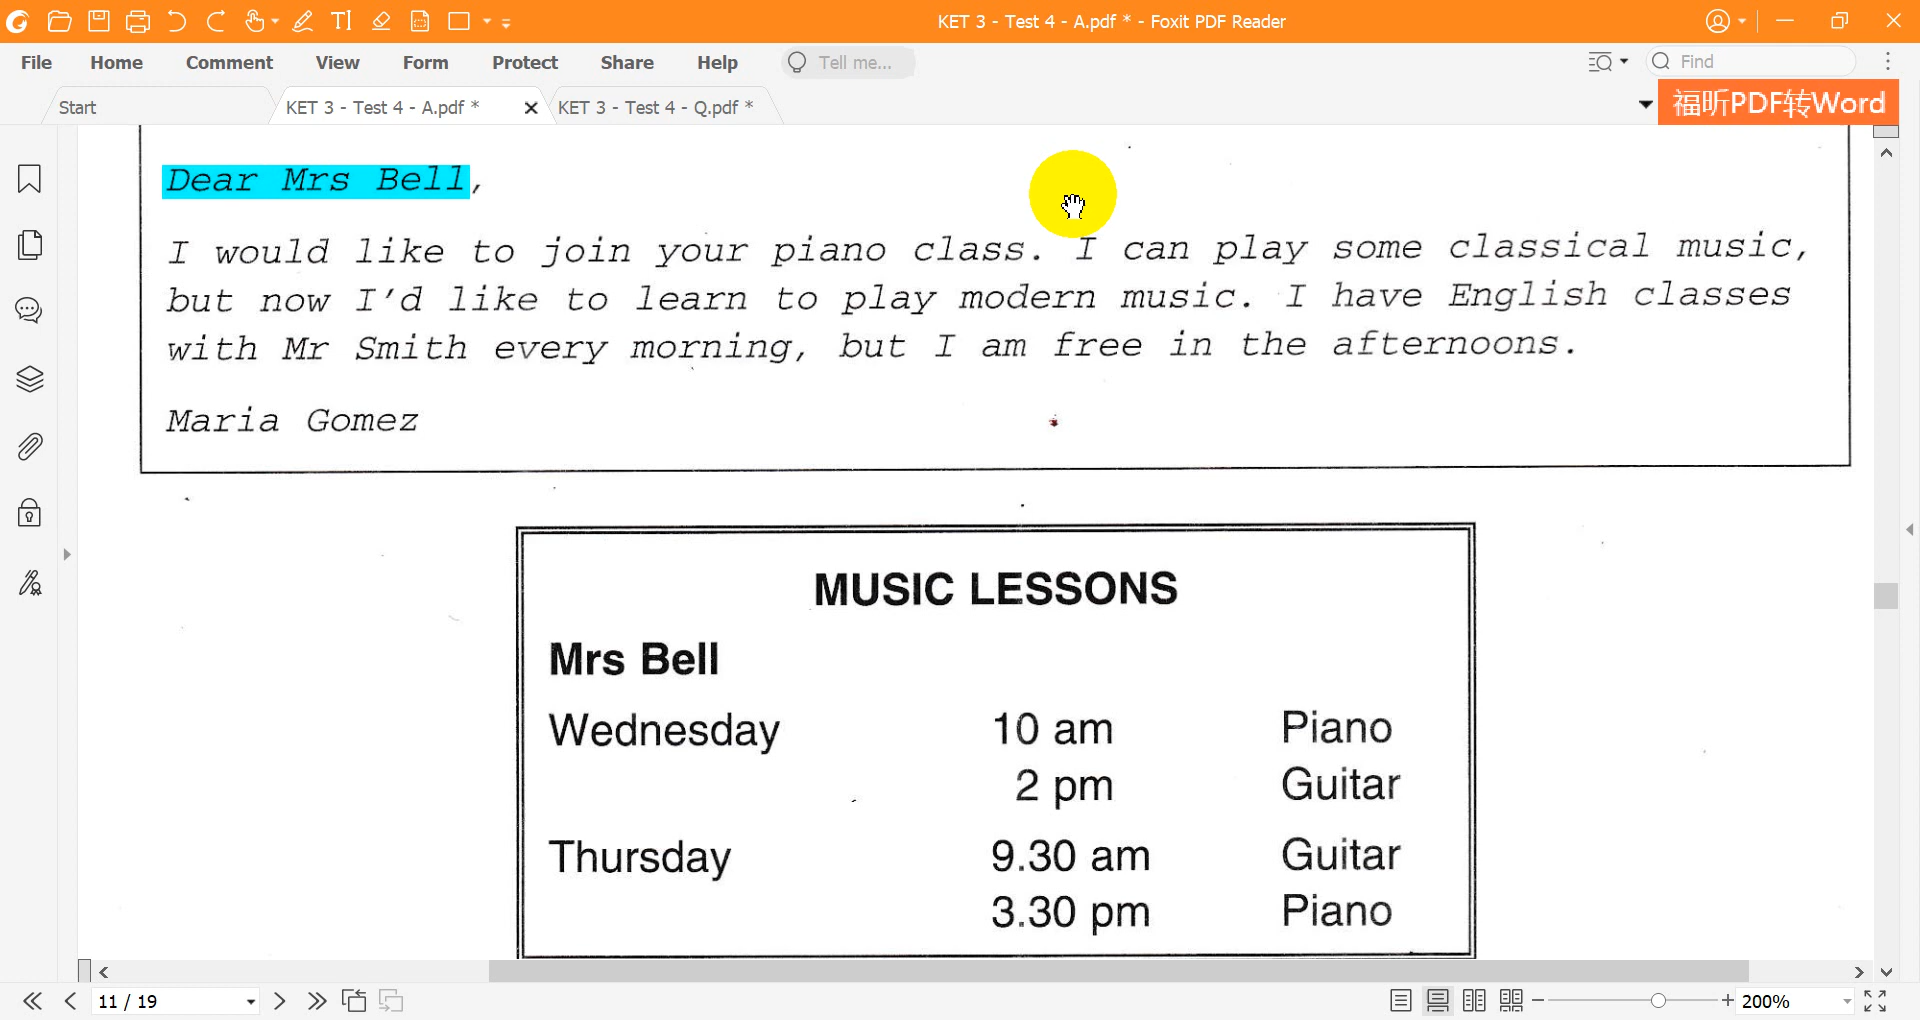 KET 3 - Test 4 - A.pdf * - Foxit PDF Reader
File Home Comment View Form Protect Share Help Tell me... Find
Start KET 3 - Test 4 - A.pdf * KET 3 - Test 4 - Q.pdf * 福昕PDF转Word
Dear Mrs Bell,
I would like to join your piano class. I can play some classical music,
but now I'd like to learn to play modern music. I have English classes
with Mr Smith every morning, but I am free in the afternoons.
Maria Gomez
MUSIC LESSONS
Mrs Bell
Wednesday 10 am Piano
2 pm Guitar
Thursday 9.30 am Guitar
3.30 pm Piano
11 / 19 200%